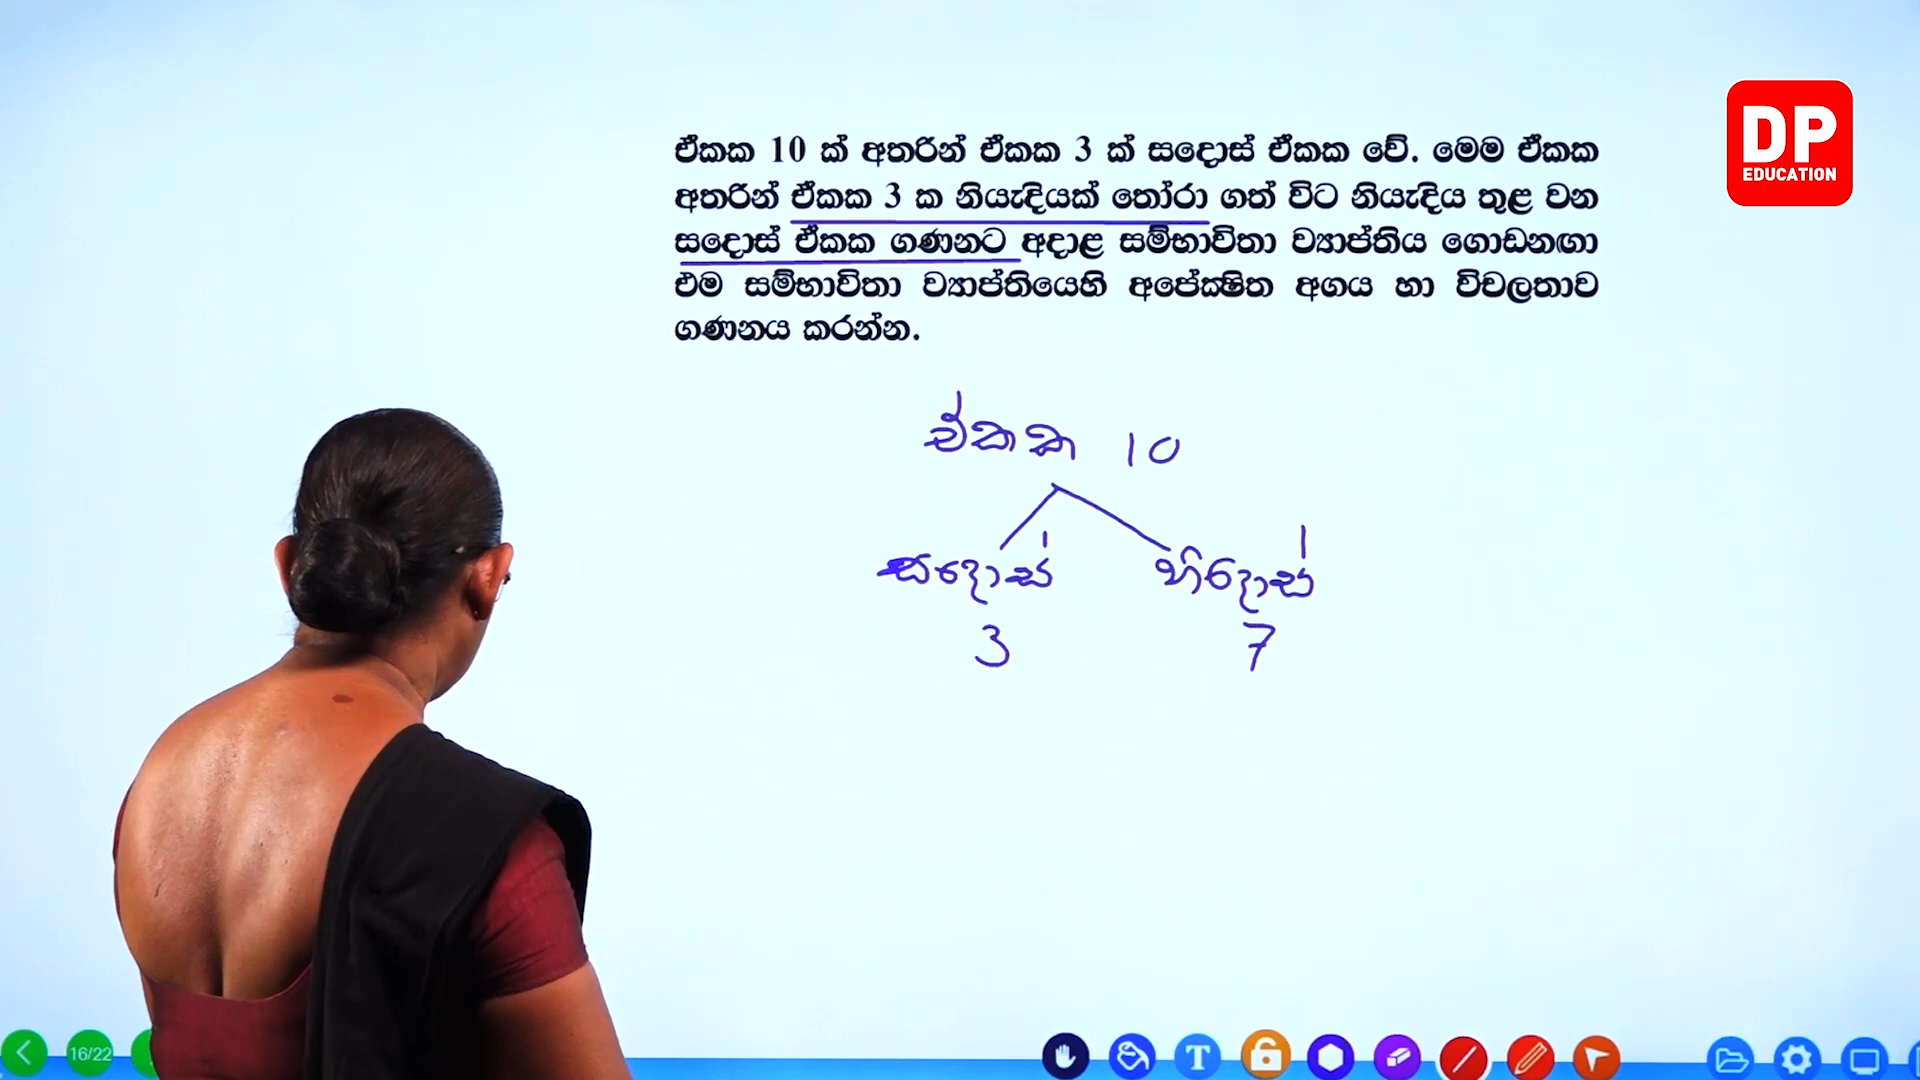 DP
EDUCATION
ඒකක 10 ක් අතරින් ඒකක 3 ක් සදොස් ඒකක වේ. මෙම ඒකක
අතරින් ඒකක 3 ක නියැදියක් තෝරා ගත් විට නියැදිය තුළ වන
සදොස් ඒකක ගණනට අදාළ සම්භාවිතා ව්‍යාප්තිය ගොඩනඟා
එම සම්භාවිතා ව්‍යාප්තියෙහි අපේක්ෂිත අගය හා විචලතාව
ගණනය කරන්න.
ඒකක 10
සදොස් නිදොස්
3 7
16/22
T